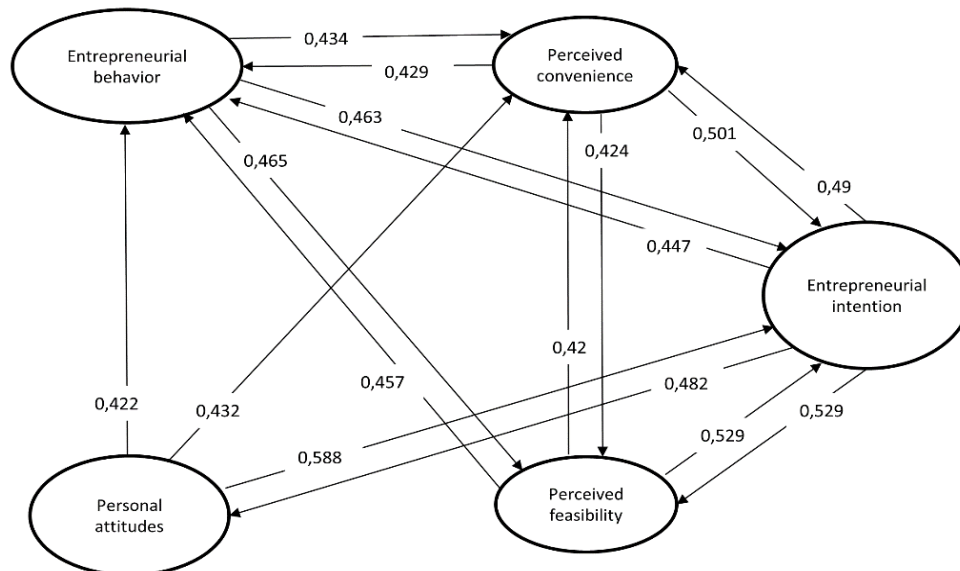 Entrepreneurial
behavior
0,434
0,429
Perceived
convenience
0,463
0,465
0,501
0,424
0,49
0,447
Entrepreneurial
intention
0,42
0,457
0,482
0,422
0,432
0,529
0,529
0,588
Personal
attitudes
Perceived
feasibility